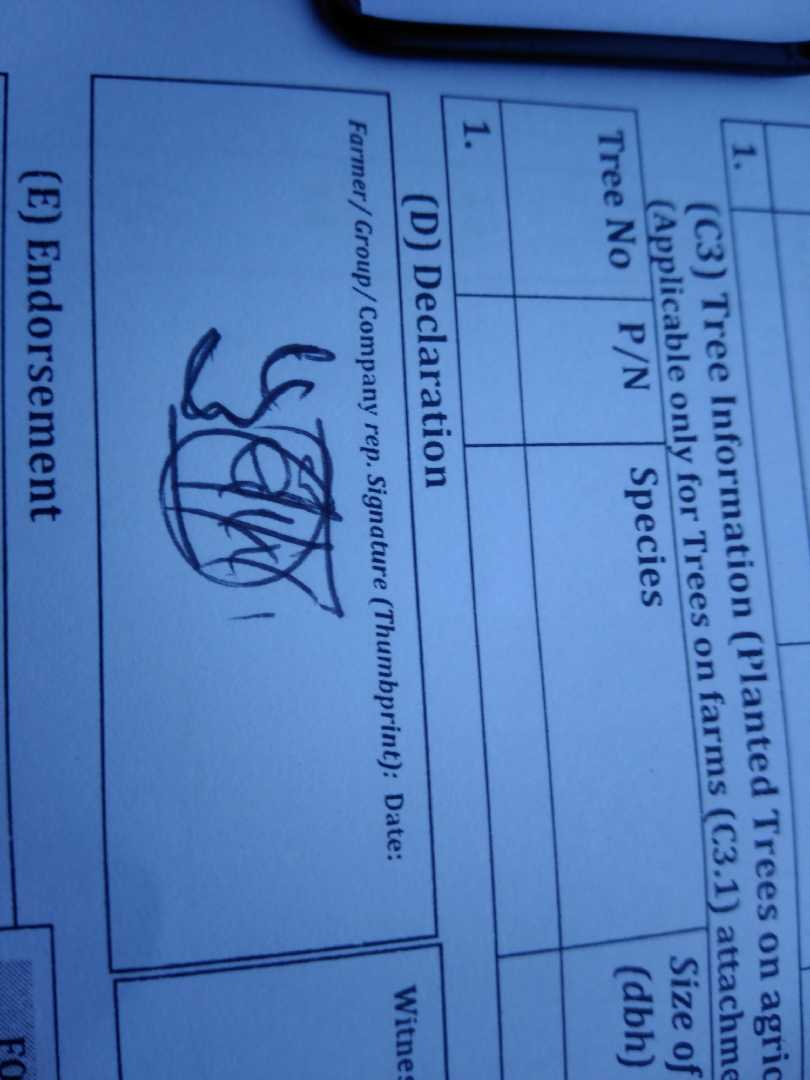 1.
(C3) Tree Information (Planted Trees on agric
(Applicable only for Trees on farms (C3.1) attachme
Tree No P/N Species Size of
(dbh)
1.
(D) Declaration
Farmer/Group/Company rep. Signature (Thumbprint): Date: Witnes
(E) Endorsement
FO